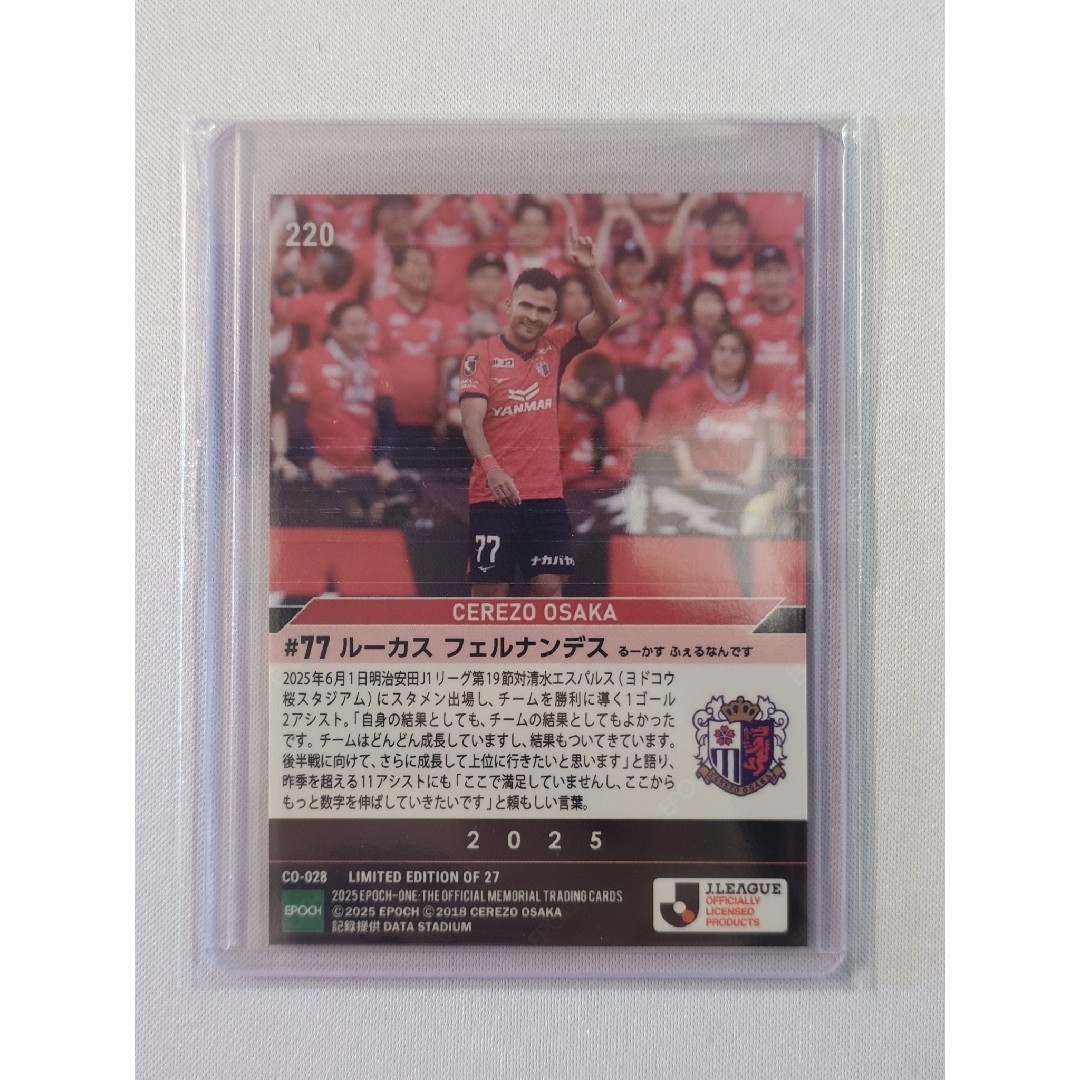 220
YANMAR
77
ナカバヤシ
CEREZO OSAKA
#77 ルーカス フェルナンデス るーかす ふぇるなんです
2025年6月1日明治安田J1リーグ第19節対清水エスパルス(ヨドコウ
桜スタジアム)にスタメン出場し、チームを勝利に導く1ゴール
2アシスト。「自身の結果としても、チームの結果としてもよかった
です。チームはどんどん成長していますし、結果もついてきています。
後半戦に向けて、さらに成長して上位に行きたいと思います」と語り、
昨季を超える11アシストにも「ここで満足していませんし、ここから
もっと数字を伸ばしていきたいです」と頼もしい言葉。
CEREZO OSAKA
2025
CO-028 LIMITED EDITION OF 27
2025 EPOCH-ONE:THE OFFICIAL MEMORIAL TRADING CARDS
EPOCH
©2025 EPOCH ©2018 CEREZO OSAKA
記録提供 DATA STADIUM
J.LEAGUE
OFFICIALLY
LICENSED
PRODUCTS